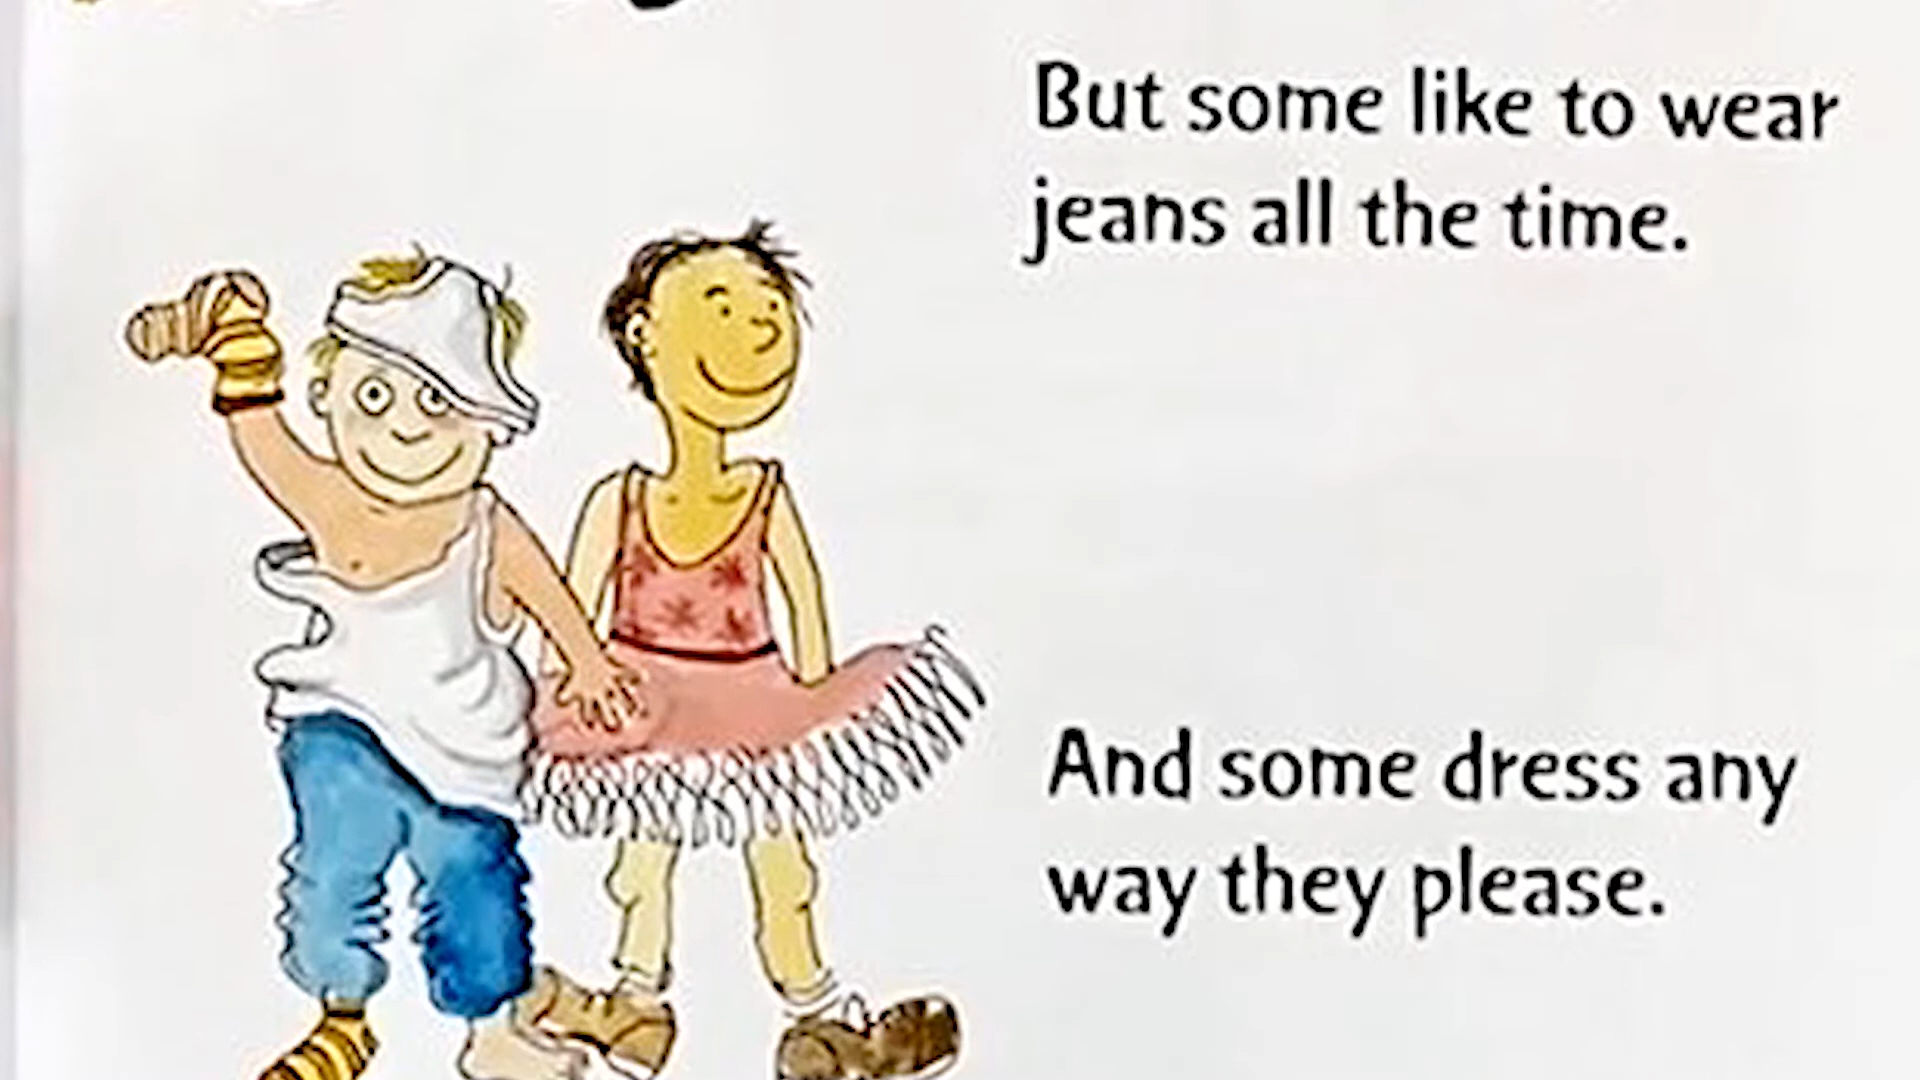 But some like to wear
jeans all the time.
And some dress any
way they please.